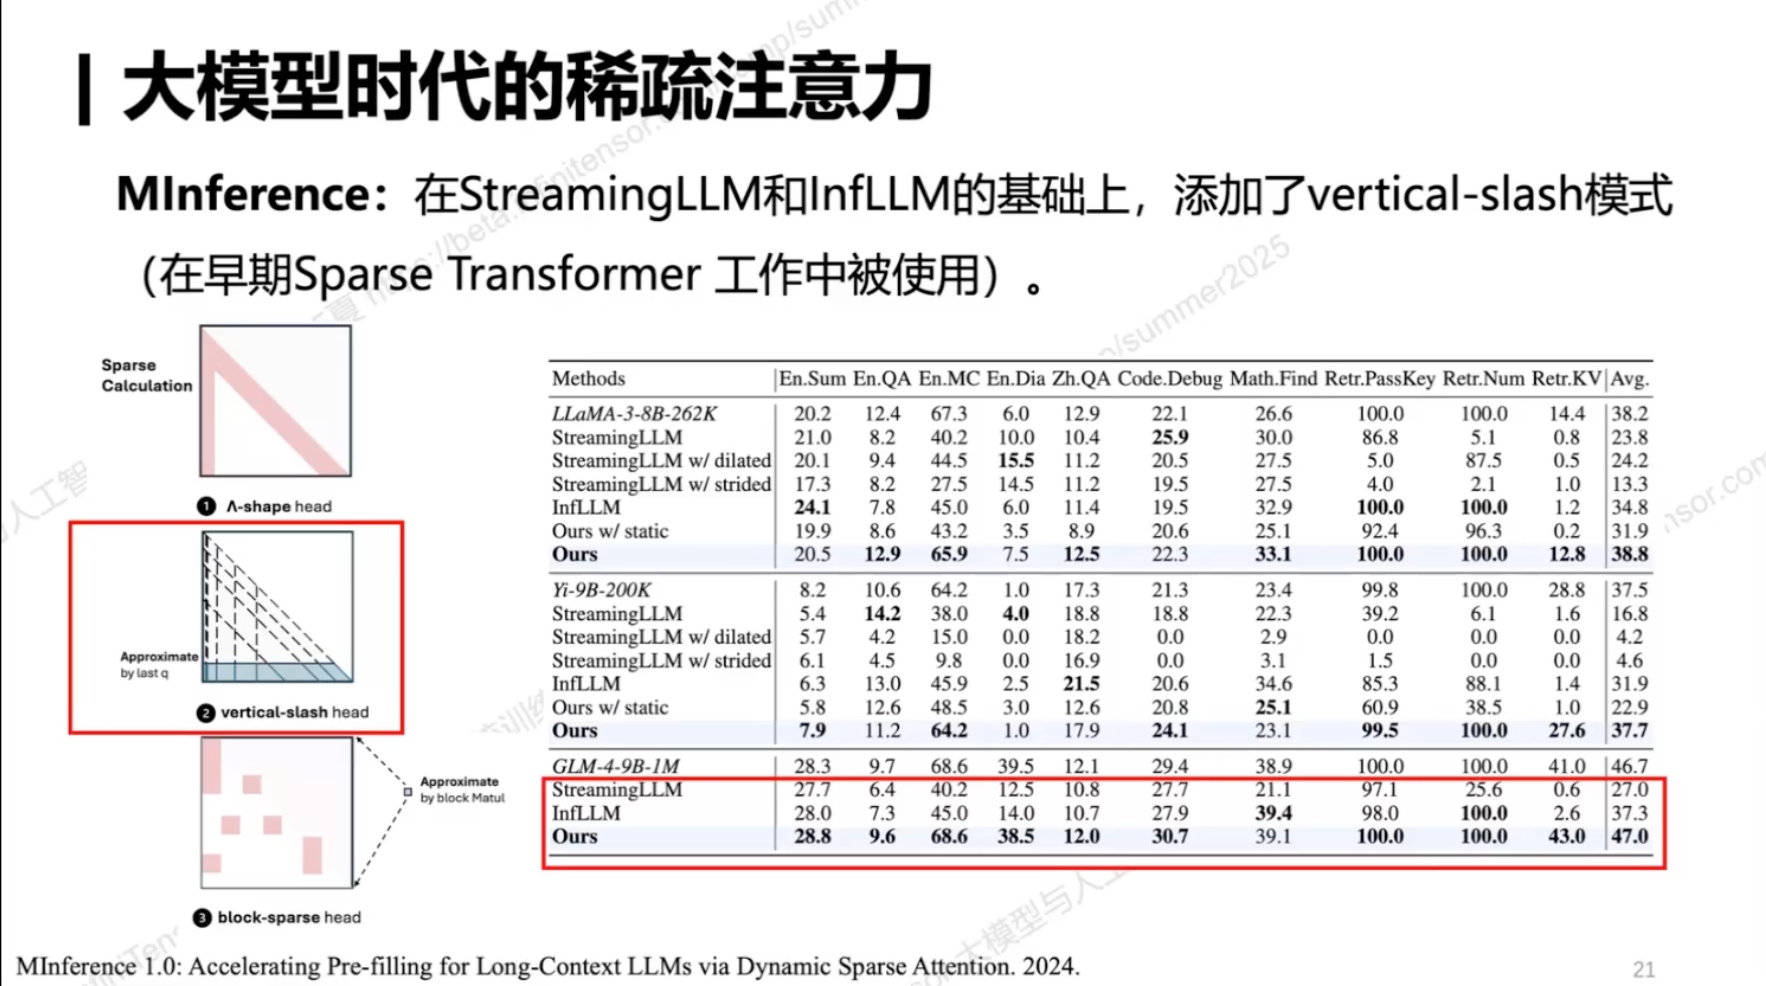 大模型时代的稀疏注意力
MInference：在StreamingLLM和InfLLM的基础上，添加了vertical-slash模式
（在早期Sparse Transformer 工作中被使用）。
Sparse
Calculation
1 Λ-shape head
Approximate
by last q
2 vertical-slash head
Approximate
by block Matul
3 block-sparse head
Methods En.Sum En.QA En.MC En.Dia Zh.QA Code.Debug Math.Find Retr.PassKey Retr.Num Retr.KV Avg.
LLaMA-3-8B-262K 20.2 12.4 67.3 6.0 12.9 22.1 26.6 100.0 100.0 14.4 38.2
StreamingLLM 21.0 8.2 40.2 10.0 10.4 25.9 30.0 86.8 5.1 0.8 23.8
StreamingLLM w/ dilated 20.1 9.4 44.5 15.5 11.2 20.5 27.5 5.0 87.5 0.5 24.2
StreamingLLM w/ strided 17.3 8.2 27.5 14.5 11.2 19.5 27.5 4.0 2.1 1.0 13.3
InfLLM 24.1 7.8 45.0 6.0 11.4 19.5 32.9 100.0 100.0 1.2 34.8
Ours w/ static 19.9 8.6 43.2 3.5 8.9 20.6 25.1 92.4 96.3 0.2 31.9
Ours 20.5 12.9 65.9 7.5 12.5 22.3 33.1 100.0 100.0 12.8 38.8
Yi-9B-200K 8.2 10.6 64.2 1.0 17.3 21.3 23.4 99.8 100.0 28.8 37.5
StreamingLLM 5.4 14.2 38.0 4.0 18.8 18.8 22.3 39.2 6.1 1.6 16.8
StreamingLLM w/ dilated 5.7 4.2 15.0 0.0 18.2 0.0 2.9 0.0 0.0 0.0 4.2
StreamingLLM w/ strided 6.1 4.5 9.8 0.0 16.9 0.0 3.1 1.5 0.0 0.0 4.6
InfLLM 6.3 13.0 45.9 2.5 21.5 20.6 34.6 85.3 88.1 1.4 31.9
Ours w/ static 5.8 12.6 48.5 3.0 12.6 20.8 25.1 60.9 38.5 1.0 22.9
Ours 7.9 11.2 64.2 1.0 17.9 24.1 23.1 99.5 100.0 27.6 37.7
GLM-4-9B-1M 28.3 9.7 68.6 39.5 12.1 29.4 38.9 100.0 100.0 41.0 46.7
StreamingLLM 27.7 6.4 40.2 12.5 10.8 27.7 21.1 97.1 25.6 0.6 27.0
InfLLM 28.0 7.3 45.0 14.0 10.7 27.9 39.4 98.0 100.0 2.6 37.3
Ours 28.8 9.6 68.6 38.5 12.0 30.7 39.1 100.0 100.0 43.0 47.0
MInference 1.0: Accelerating Pre-filling for Long-Context LLMs via Dynamic Sparse Attention. 2024.
21